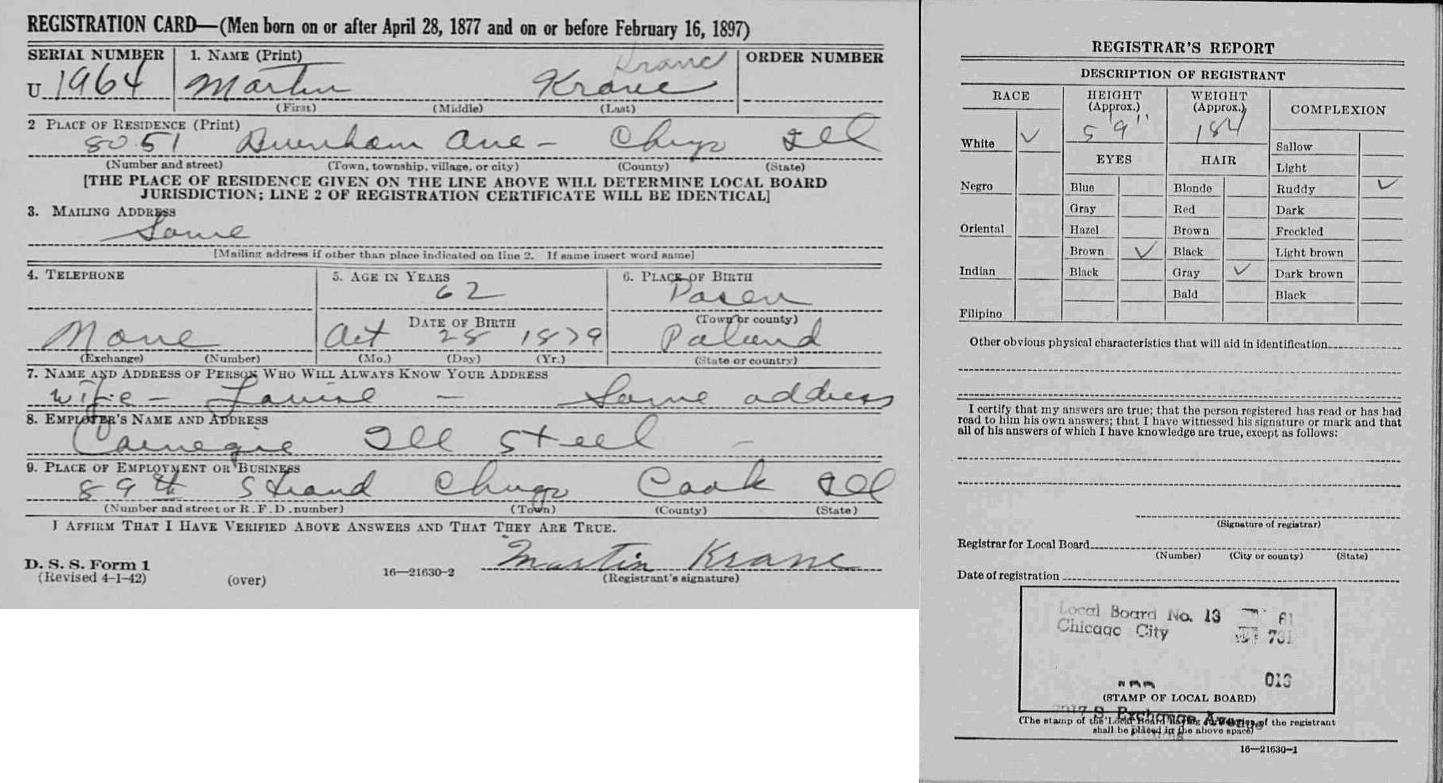 REGISTRATION CARD—(Men born on or after April 28, 1877 and on or before February 16, 1897)
SERIAL NUMBER 1. NAME (Print) Kranc ORDER NUMBER
U 1964 Martin Kranc
(First) (Middle) (Last)
2 PLACE OF RESIDENCE (Print)
8051 Ave - Chgo Ill
(Number and street) (Town, township, village, or city) (County) (State)
[THE PLACE OF RESIDENCE GIVEN ON THE LINE ABOVE WILL DETERMINE LOCAL BOARD
JURISDICTION; LINE 2 OF REGISTRATION CERTIFICATE WILL BE IDENTICAL]
3. MAILING ADDRESS
Same
[Mailing address if other than place indicated on line 2. If same insert word same]
4. TELEPHONE 5. AGE IN YEARS 6. PLACE OF BIRTH
62 Posen
DATE OF BIRTH (Town or county)
None Oct 28 1879 Poland
(Exchange) (Number) (Mo.) (Day) (Yr.) (State or country)
7. NAME AND ADDRESS OF PERSON WHO WILL ALWAYS KNOW YOUR ADDRESS
Wife - Louise - Same address
8. EMPLOYER'S NAME AND ADDRESS
Carnegie Ill Steel -
9. PLACE OF EMPLOYMENT OR BUSINESS
89th Strand Chgo Cook Ill
(Number and street or R. F. D. number) (Town) (County) (State)
I AFFIRM THAT I HAVE VERIFIED ABOVE ANSWERS AND THAT THEY ARE TRUE.
Martin Kranc
D. S. S. Form 1
(Revised 4-1-42) (over) 16—21630-2 (Registrant's signature)
REGISTRAR'S REPORT
DESCRIPTION OF REGISTRANT
RACE HEIGHT (Approx.) WEIGHT (Approx.) COMPLEXION
5 9" 184
White ✓ Sallow
EYES HAIR Light
Negro Blue Blonde Ruddy ✓
Gray Red Dark
Oriental Hazel Brown Freckled
Brown ✓ Black Light brown
Indian Black Gray ✓ Dark brown
Bald Black
Filipino
Other obvious physical characteristics that will aid in identification
I certify that my answers are true; that the person registered has read or has had
read to him his own answers; that I have witnessed his signature or mark and that
all of his answers of which I have knowledge are true, except as follows:
(Signature of registrar)
Registrar for Local Board
(Number) (City or county) (State)
Date of registration
Local Board No. 13 61
Chicago City 731
013
(STAMP OF LOCAL BOARD)
S. Exchange Avenue
(The stamp of the Local Board having jurisdiction of the registrant
shall be placed in the above space)
16—21630-1